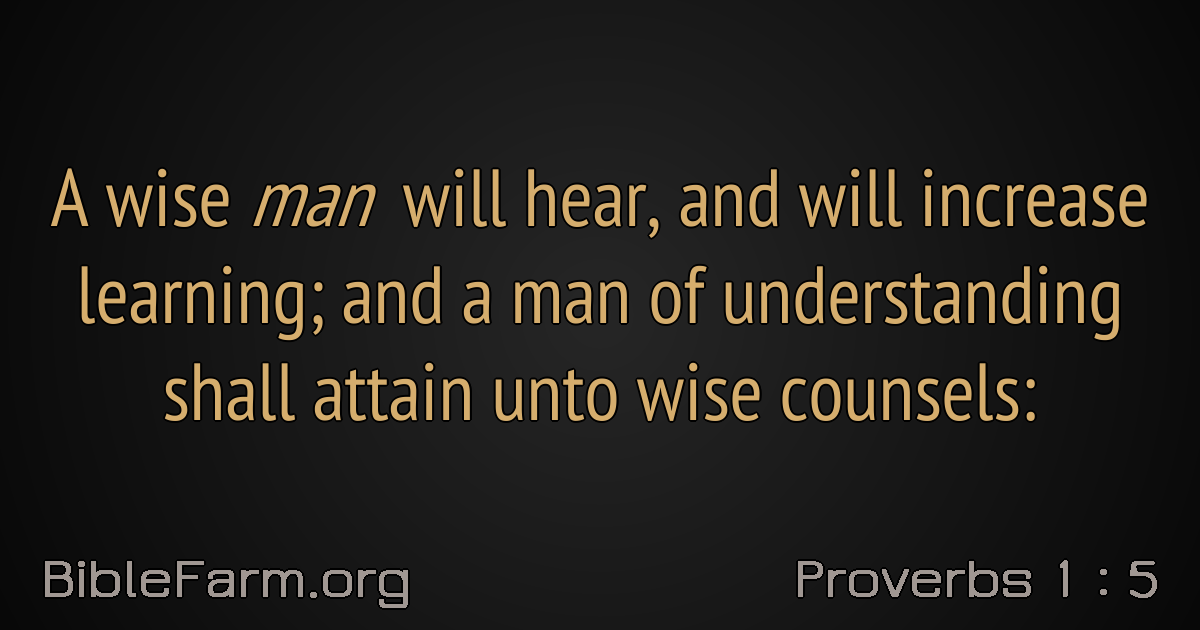 A wise man will hear, and will increase
learning; and a man of understanding
shall attain unto wise counsels:
BibleFarm.org
Proverbs 1 : 5